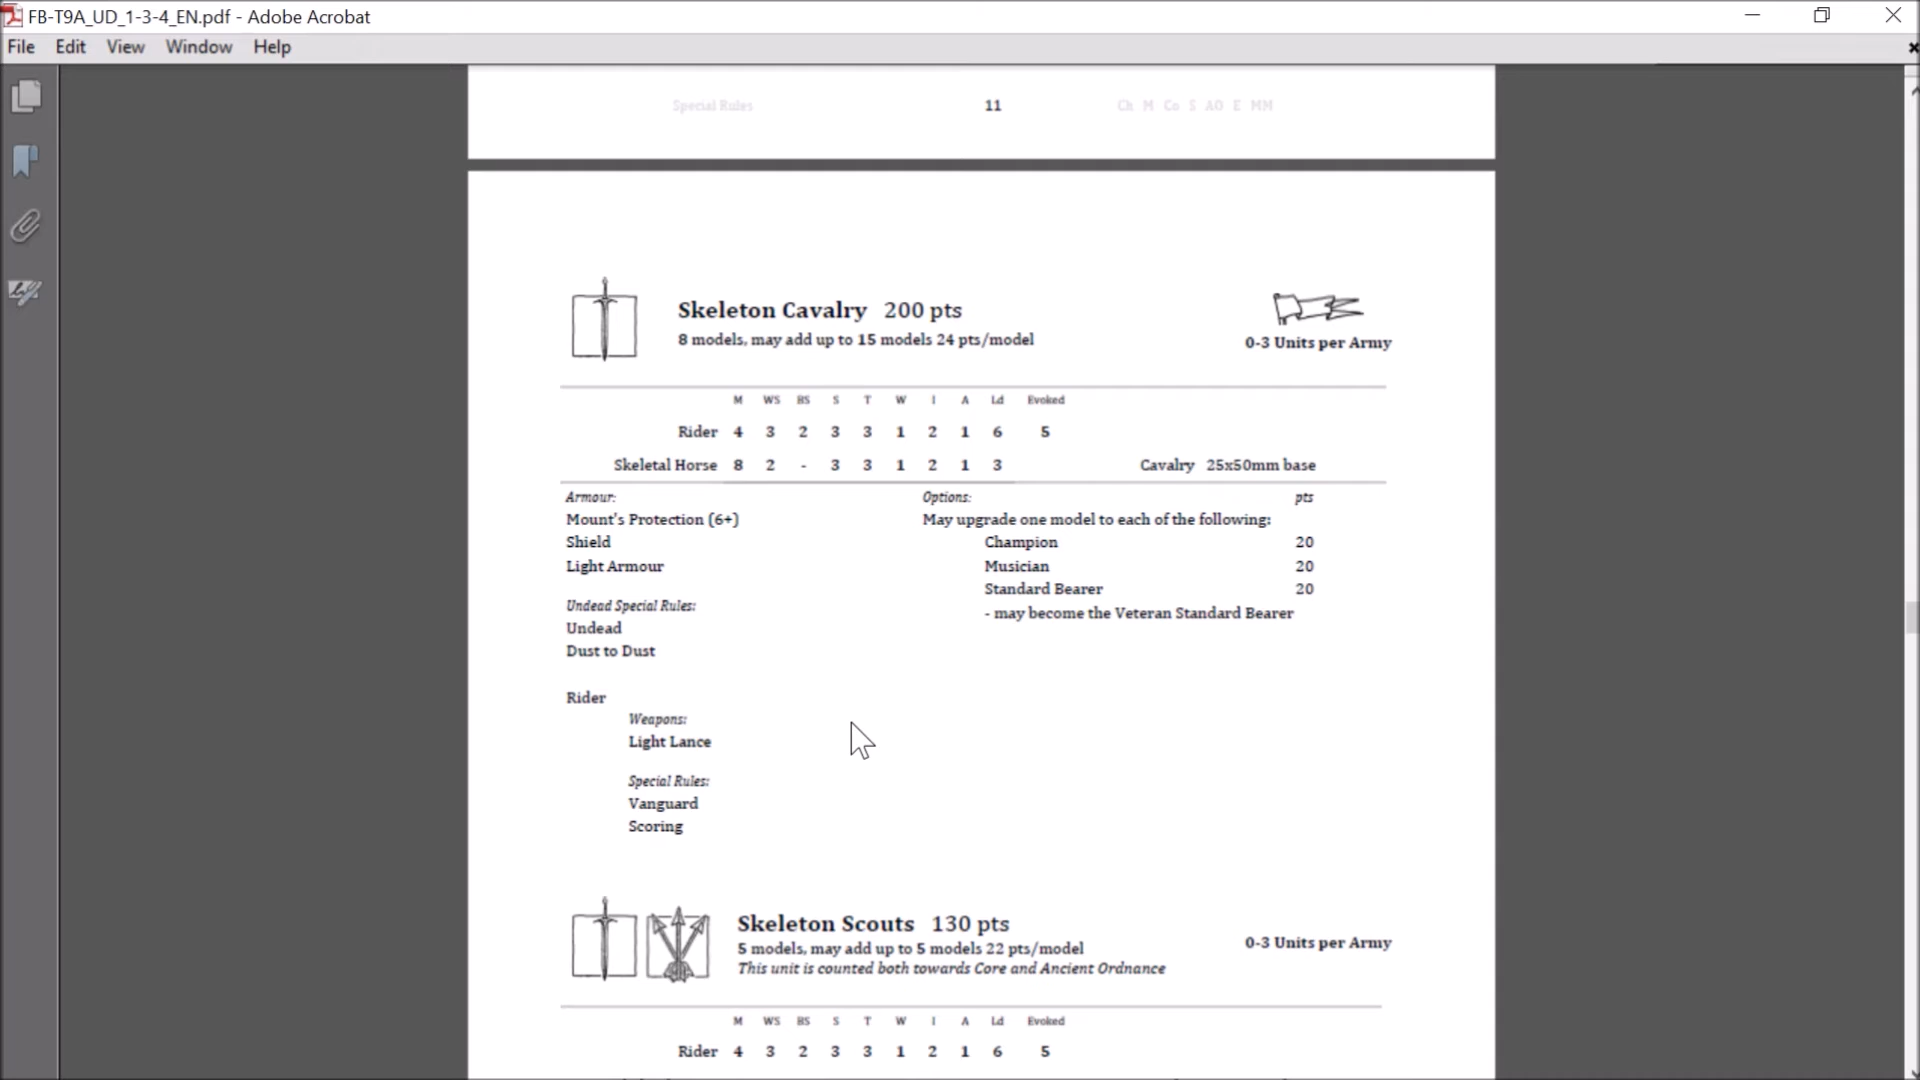 FB-T9A_UD_1-3-4_EN.pdf - Adobe Acrobat
File Edit View Window Help
Special Rules 11 Ch M Co S AO E MM
Skeleton Cavalry 200 pts
8 models, may add up to 15 models 24 pts/model
0-3 Units per Army
M WS BS S T W I A Ld Evoked
Rider 4 3 2 3 3 1 2 1 6 5
Skeletal Horse 8 2 - 3 3 1 2 1 3 Cavalry 25x50mm base
Armour:
Mount's Protection (6+)
Shield
Light Armour
Undead Special Rules:
Undead
Dust to Dust
Rider
Weapons:
Light Lance
Special Rules:
Vanguard
Scoring
Options: pts
May upgrade one model to each of the following:
Champion 20
Musician 20
Standard Bearer 20
- may become the Veteran Standard Bearer
Skeleton Scouts 130 pts
5 models, may add up to 5 models 22 pts/model
This unit is counted both towards Core and Ancient Ordnance
0-3 Units per Army
M WS BS S T W I A Ld Evoked
Rider 4 3 2 3 3 1 2 1 6 5